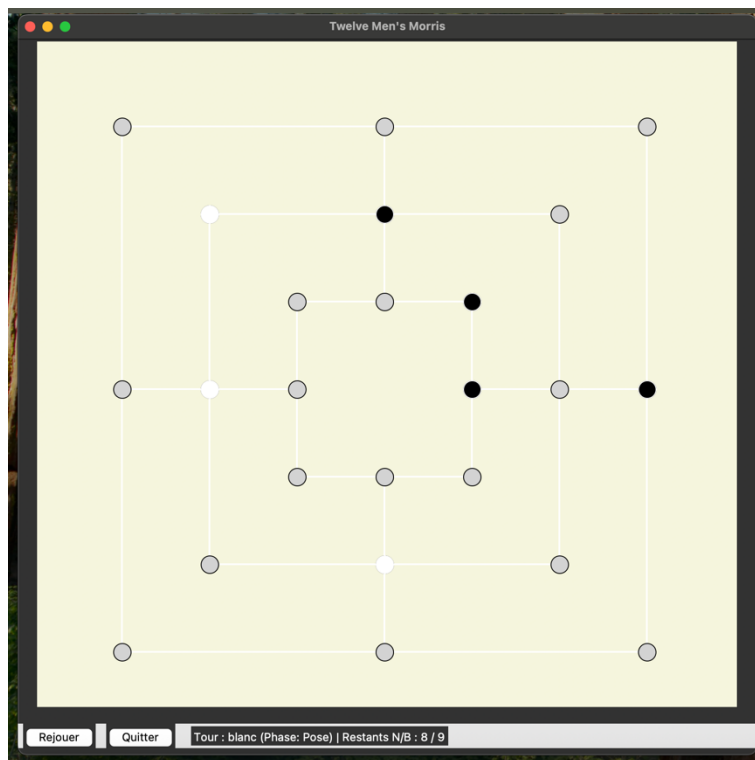 Twelve Men's Morris
Rejouer Quitter Tour : blanc (Phase: Pose) | Restants N/B : 8 / 9